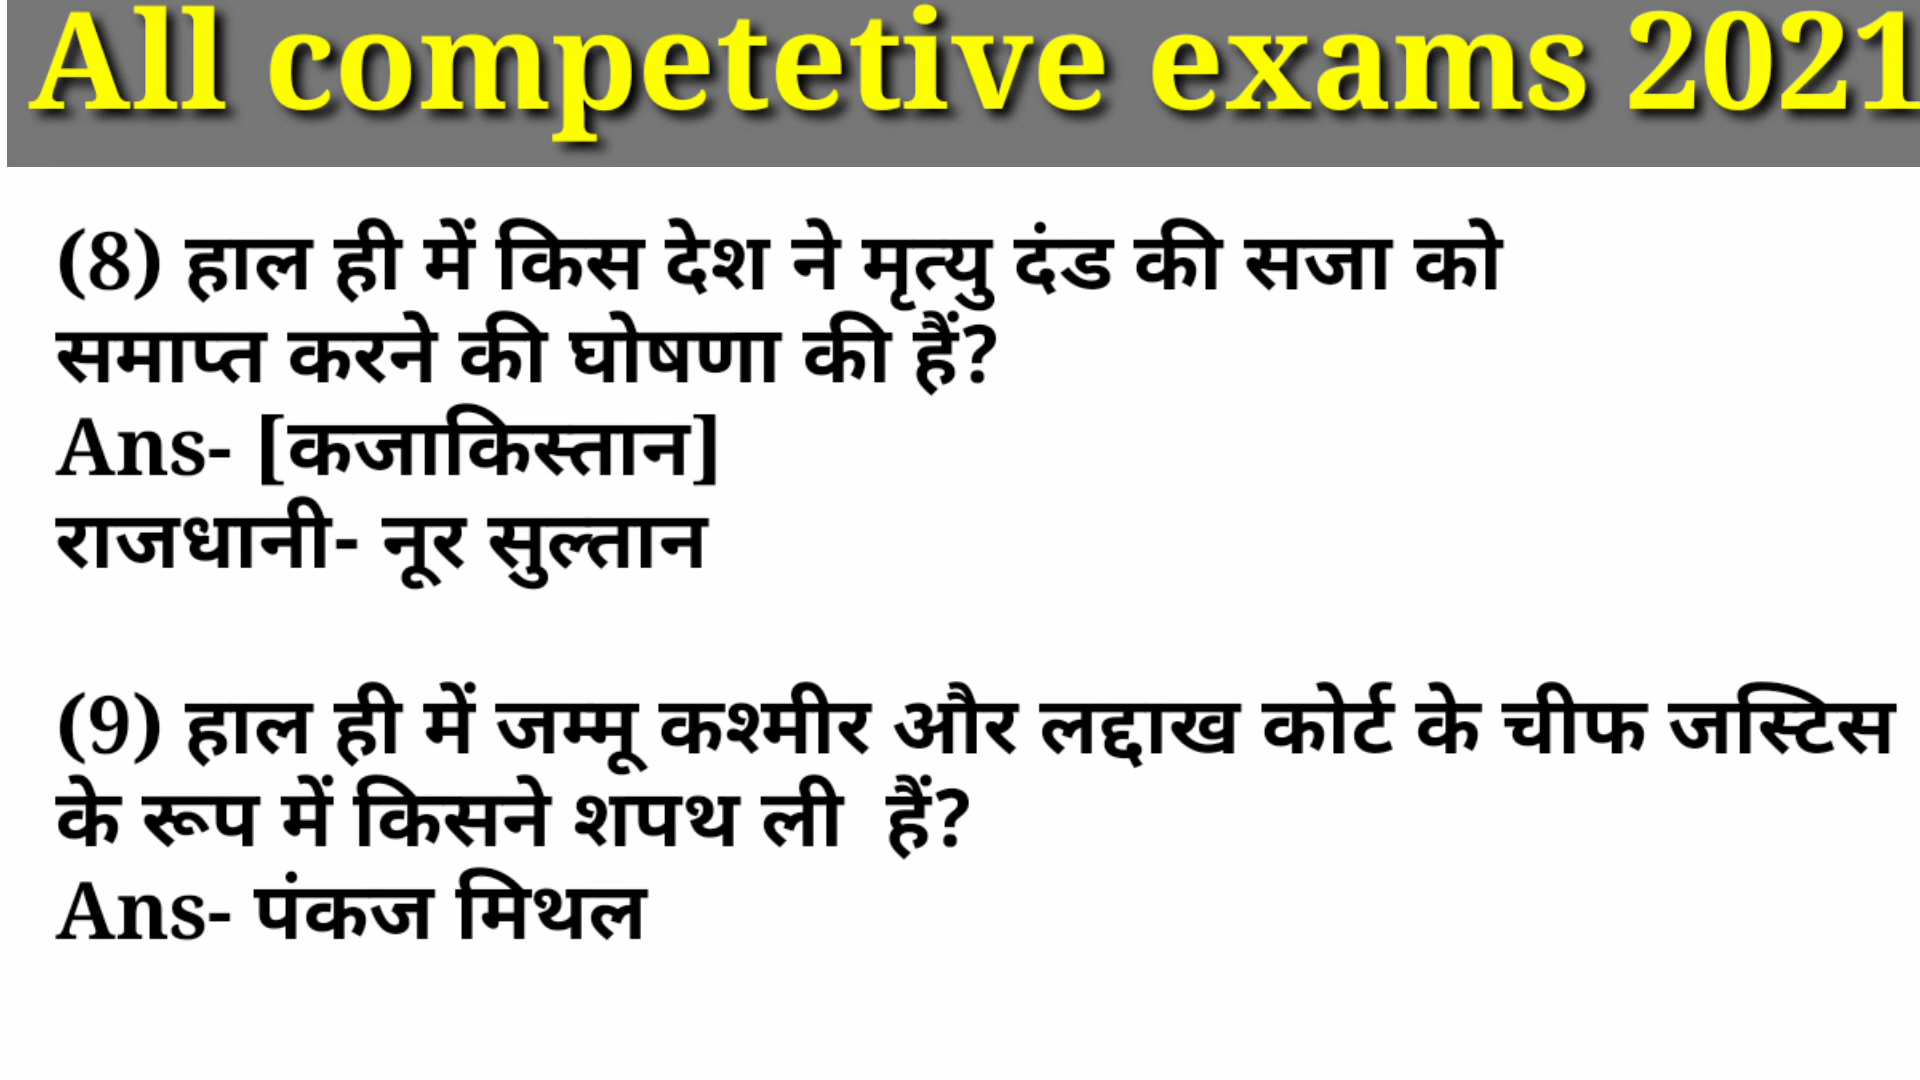 All competetive exams 2021
(8) हाल ही में किस देश ने मृत्यु दंड की सजा को
समाप्त करने की घोषणा की हैं?
Ans- [कजाकिस्तान]
राजधानी- नूर सुल्तान
(9) हाल ही में जम्मू कश्मीर और लद्दाख कोर्ट के चीफ जस्टिस
के रूप में किसने शपथ ली हैं?
Ans- पंकज मिथल